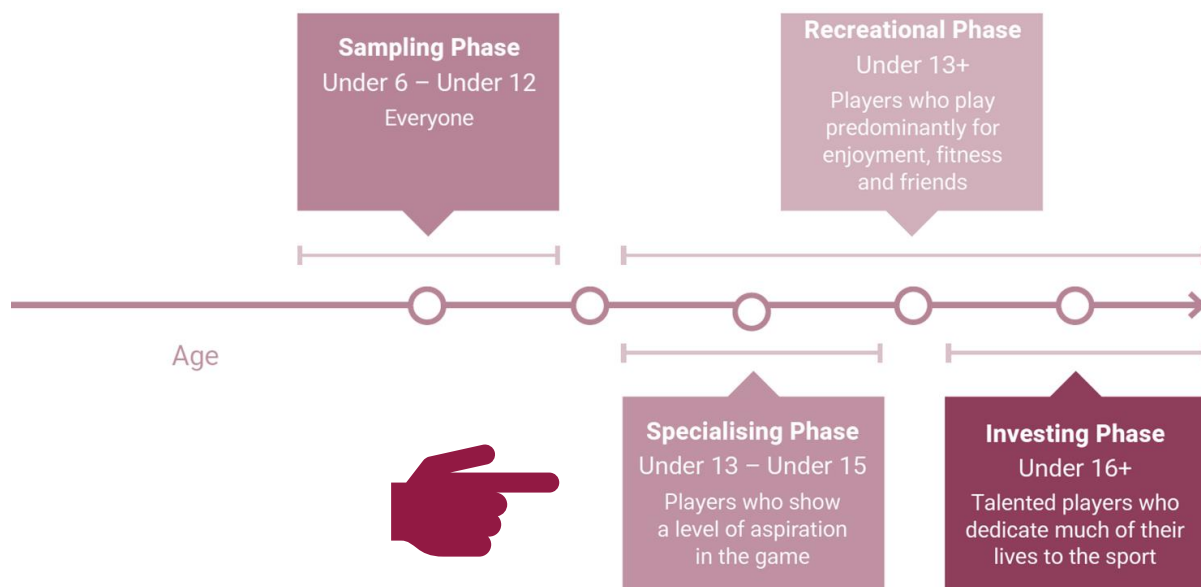 Sampling Phase
Under 6 – Under 12
Everyone
Recreational Phase
Under 13+
Players who play
predominantly for
enjoyment, fitness
and friends
Age
Specialising Phase
Under 13 – Under 15
Players who show
a level of aspiration
in the game
Investing Phase
Under 16+
Talented players who
dedicate much of their
lives to the sport